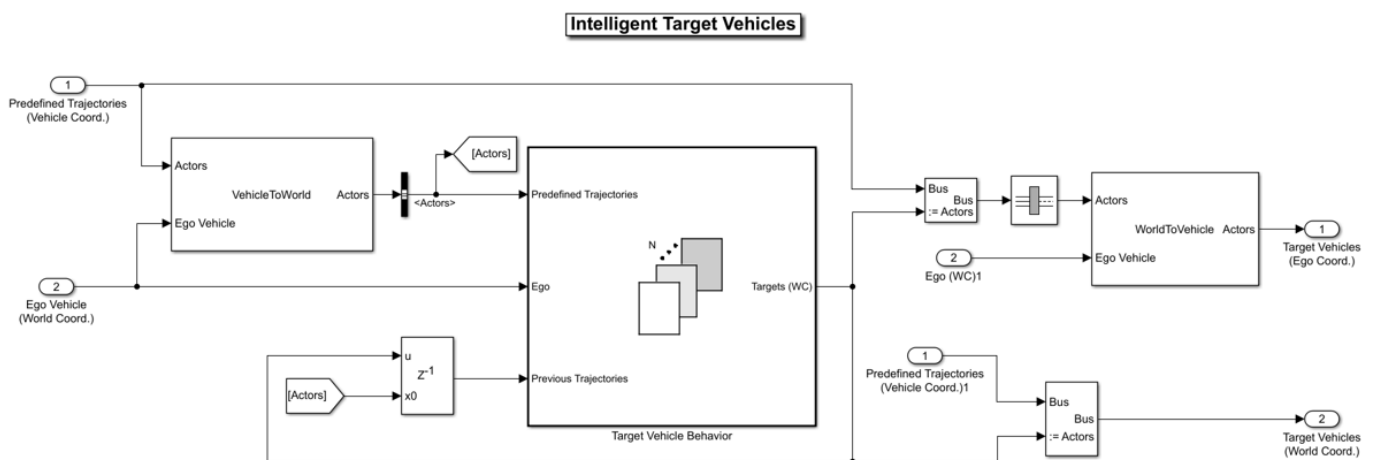 Intelligent Target Vehicles
1
Predefined Trajectories
(Vehicle Coord.)
Actors
VehicleToWorld
Actors
Ego Vehicle
<Actors>
[Actors]
2
Ego Vehicle
(World Coord.)
Predefined Trajectories
Ego
Previous Trajectories
N
Targets (WC)
Target Vehicle Behavior
u
x0
Z-1
[Actors]
Bus
Bus
:= Actors
2
Ego (WC)1
Actors
WorldToVehicle
Actors
Ego Vehicle
1
Target Vehicles
(Ego Coord.)
1
Predefined Trajectories
(Vehicle Coord.)1
Bus
Bus
:= Actors
2
Target Vehicles
(World Coord.)